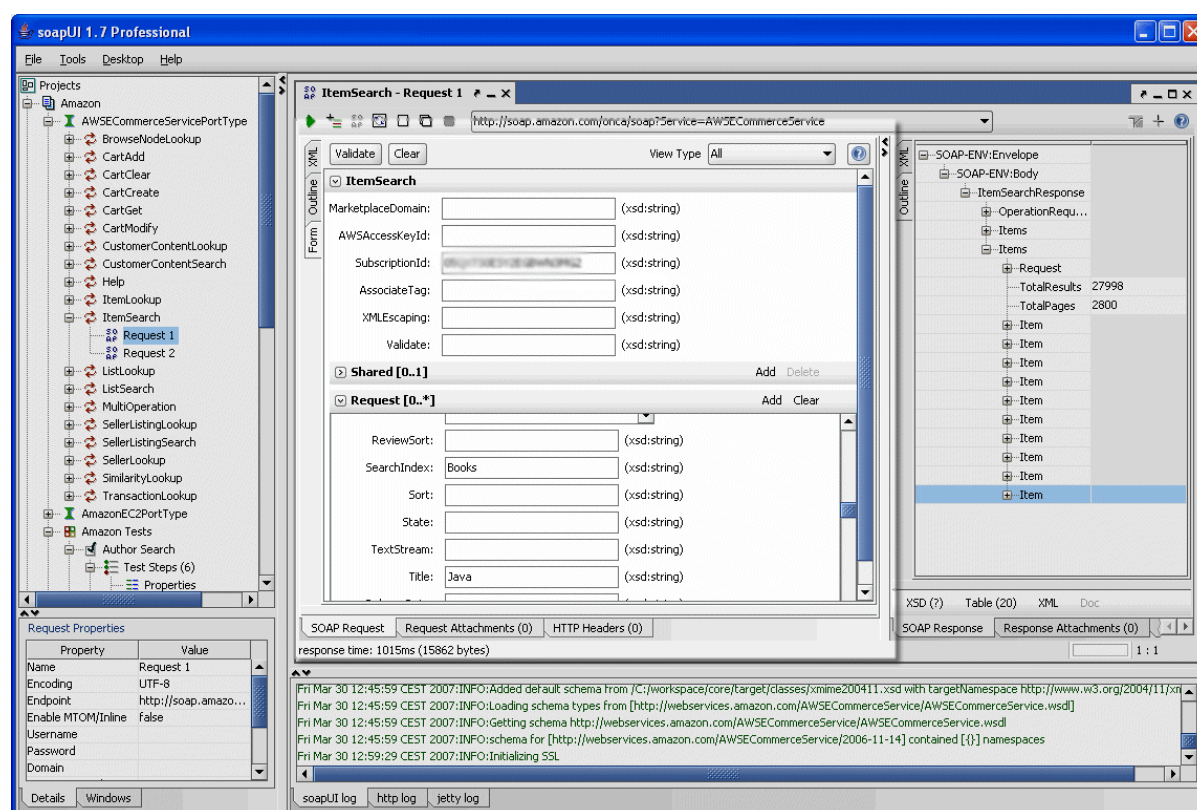 soapUI 1.7 Professional
File Tools Desktop Help
Projects
Amazon
AWSECommerceServicePortType
BrowseNodeLookup
CartAdd
CartClear
CartCreate
CartGet
CartModify
CustomerContentLookup
CustomerContentSearch
Help
ItemLookup
ItemSearch
Request 1
Request 2
ListLookup
ListSearch
MultiOperation
SellerListingLookup
SellerListingSearch
SellerLookup
SimilarityLookup
TransactionLookup
AmazonEC2PortType
Amazon Tests
Author Search
Test Steps (6)
Properties
Request Properties
Property Value
Name Request 1
Encoding UTF-8
Endpoint http://soap.amazo...
Enable MTOM/Inline false
Username
Password
Domain
Details Windows
ItemSearch - Request 1
http://soap.amazon.com/onca/soap?Service=AWSECommerceService
XML
Outline
Form
Validate Clear View Type All
ItemSearch
MarketplaceDomain: (xsd:string)
AWSAccessKeyId: (xsd:string)
SubscriptionId: (xsd:string)
AssociateTag: (xsd:string)
XMLEscaping: (xsd:string)
Validate: (xsd:string)
Shared [0..1] Add Delete
Request [0..*] Add Clear
ReviewSort: (xsd:string)
SearchIndex: Books (xsd:string)
Sort: (xsd:string)
State: (xsd:string)
TextStream: (xsd:string)
Title: Java (xsd:string)
SOAP Request Request Attachments (0) HTTP Headers (0)
response time: 1015ms (15862 bytes)
XML
Outline
SOAP-ENV:Envelope
SOAP-ENV:Body
ItemSearchResponse
OperationRequ...
Items
Items
Request
TotalResults 27998
TotalPages 2800
Item
Item
Item
Item
Item
Item
Item
Item
Item
Item
XSD (?) Table (20) XML Doc
SOAP Response Response Attachments (0)
1 : 1
Fri Mar 30 12:45:59 CEST 2007:INFO:Added default schema from /C:/workspace/core/target/classes/xmime200411.xsd with targetNamespace http://www.w3.org/2004/11/xm
Fri Mar 30 12:45:59 CEST 2007:INFO:Loading schema types from [http://webservices.amazon.com/AWSECommerceService/AWSECommerceService.wsdl]
Fri Mar 30 12:45:59 CEST 2007:INFO:Getting schema http://webservices.amazon.com/AWSECommerceService/AWSECommerceService.wsdl
Fri Mar 30 12:45:59 CEST 2007:INFO:schema for [http://webservices.amazon.com/AWSECommerceService/2006-11-14] contained [{}] namespaces
Fri Mar 30 12:59:29 CEST 2007:INFO:Initializing SSL
soapUI log http log jetty log